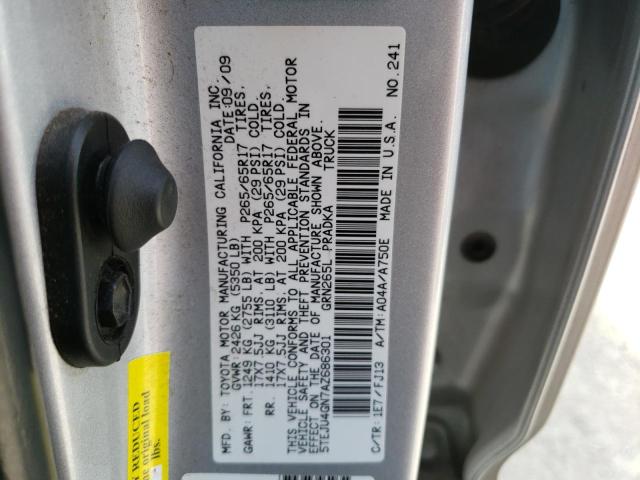 MFD. BY: TOYOTA MOTOR MANUFACTURING CALIFORNIA INC.
GVWR: 2426 KG (5350 LB) DATE: 09/09
GAWR: FRT. 1249 KG (2755 LB) WITH P265/65R17 TIRES.
17X7.5JJ RIMS. AT 200 KPA (29 PSI) COLD.
RR. 1410 KG (3110 LB) WITH P265/65R17 TIRES.
17X7.5JJ RIMS. AT 200 KPA (29 PSI) COLD.
THIS VEHICLE CONFORMS TO ALL APPLICABLE FEDERAL MOTOR
VEHICLE SAFETY AND THEFT PREVENTION STANDARDS IN
EFFECT ON THE DATE OF MANUFACTURE SHOWN ABOVE.
5TEJU4GN7AZ686301 GRN265L PRADKA TRUCK
C/TR: 1E7/FJ13 A/TM: A04A/A750E MADE IN U.S.A. NO.241
N REDUCED
e original load
lbs.